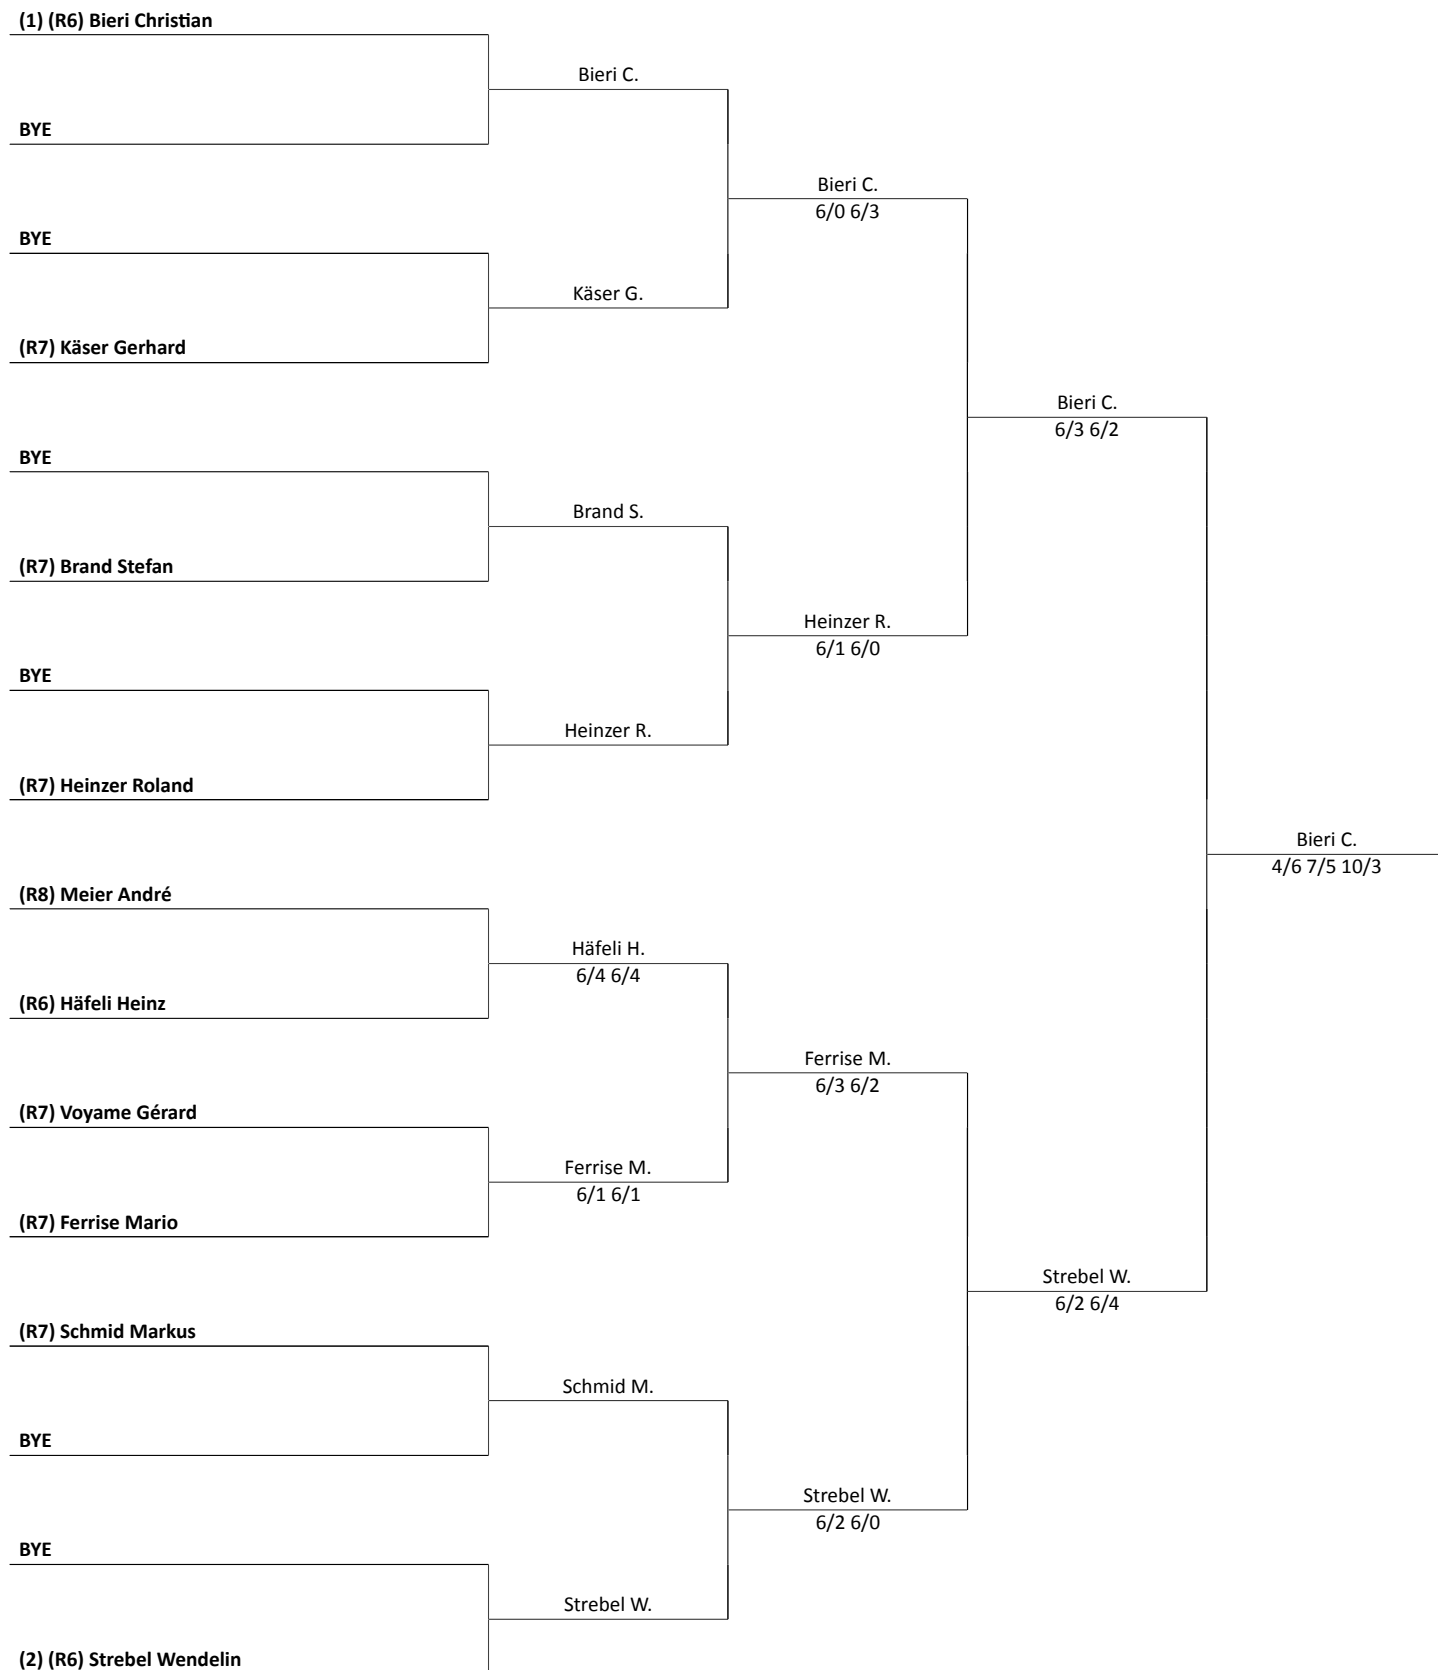 (1) (R6) Bieri Christian
Bieri C.
BYE
Bieri C.
6/0 6/3
BYE
Käser G.
(R7) Käser Gerhard
Bieri C.
6/3 6/2
BYE
Brand S.
(R7) Brand Stefan
Heinzer R.
6/1 6/0
BYE
Heinzer R.
(R7) Heinzer Roland
Bieri C.
4/6 7/5 10/3
(R8) Meier André
Häfeli H.
6/4 6/4
(R6) Häfeli Heinz
Ferrise M.
6/3 6/2
(R7) Voyame Gérard
Ferrise M.
6/1 6/1
(R7) Ferrise Mario
Strebel W.
6/2 6/4
(R7) Schmid Markus
Schmid M.
BYE
Strebel W.
6/2 6/0
BYE
Strebel W.
(2) (R6) Strebel Wendelin